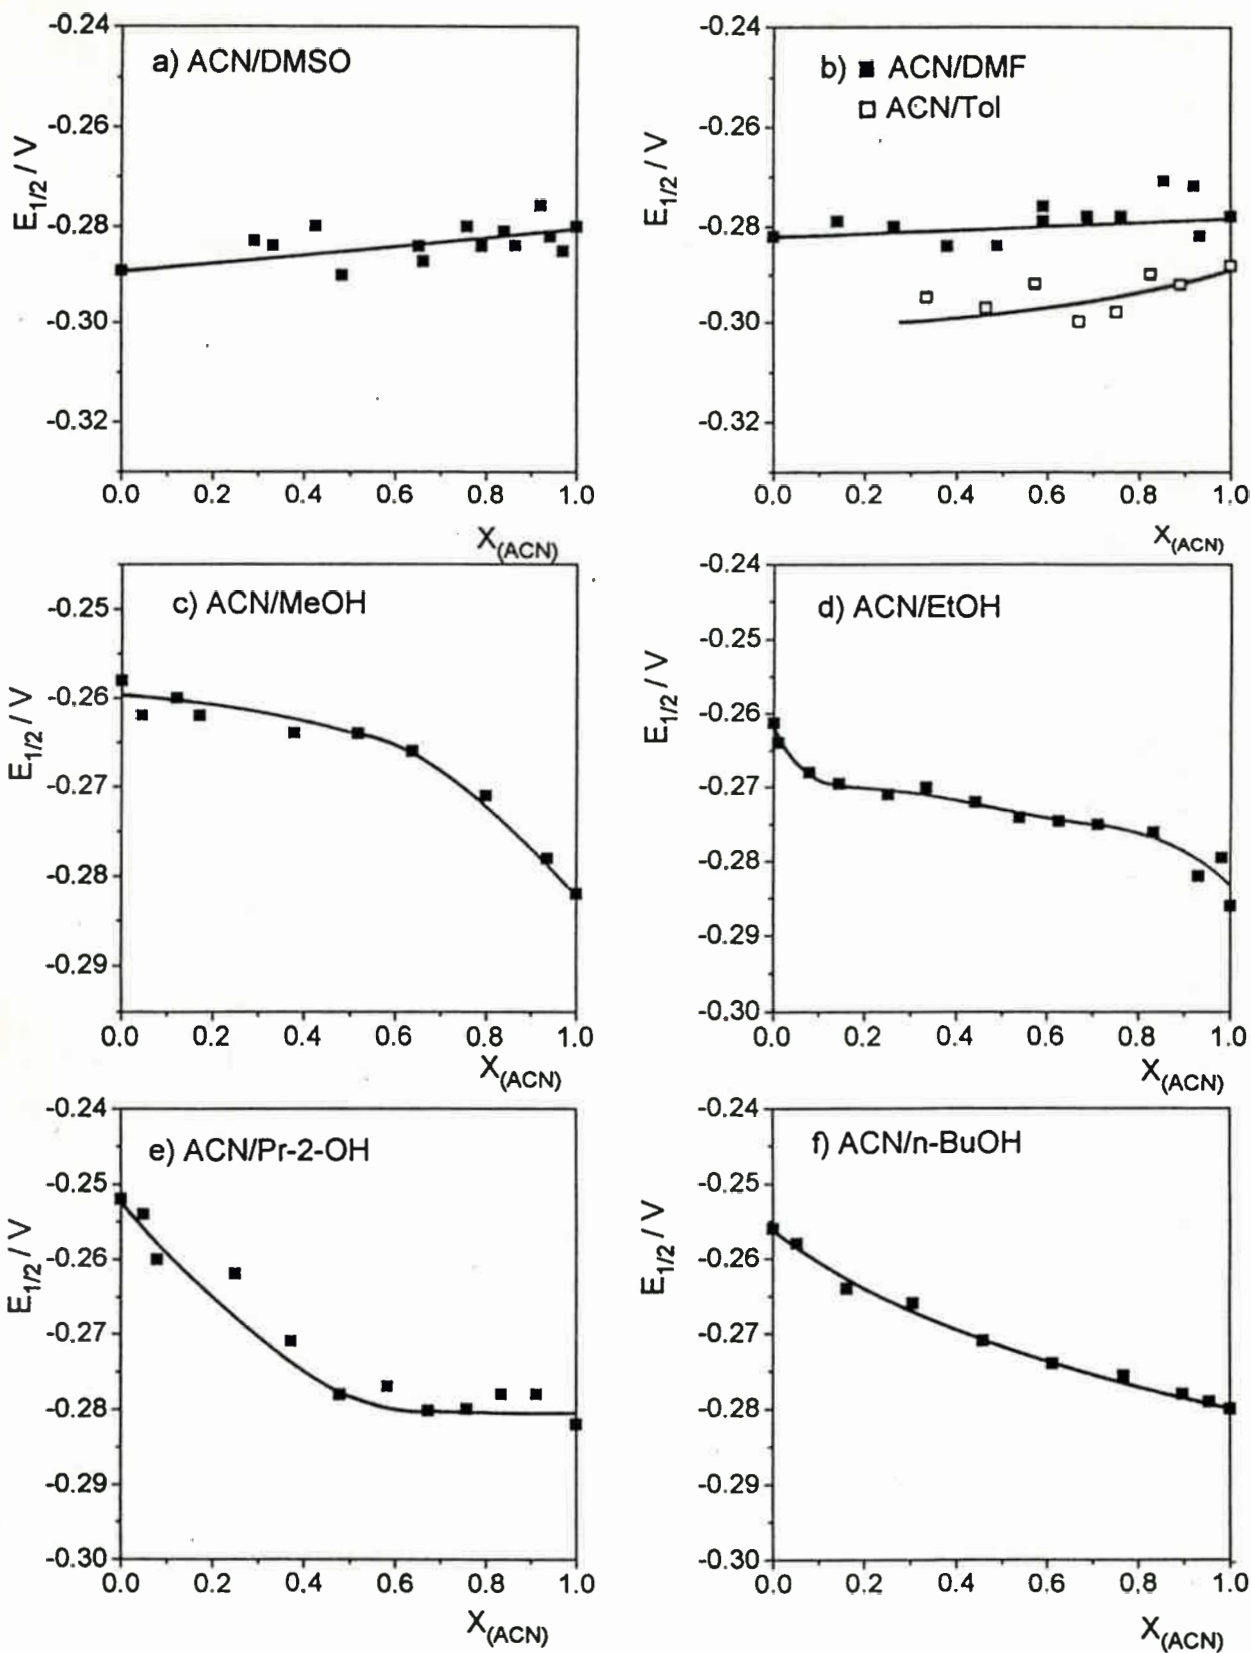 a) ACN/DMSO
E1/2 / V
-0.24
-0.26
-0.28
-0.30
-0.32
0.0 0.2 0.4 0.6 0.8 1.0
X(ACN)
b) ■ ACN/DMF
□ ACN/Tol
E1/2 / V
-0.24
-0.26
-0.28
-0.30
-0.32
0.0 0.2 0.4 0.6 0.8 1.0
X(ACN)
c) ACN/MeOH
E1/2 / V
-0.25
-0.26
-0.27
-0.28
-0.29
0.0 0.2 0.4 0.6 0.8 1.0
X(ACN)
d) ACN/EtOH
E1/2 / V
-0.24
-0.25
-0.26
-0.27
-0.28
-0.29
-0.30
0.0 0.2 0.4 0.6 0.8 1.0
X(ACN)
e) ACN/Pr-2-OH
E1/2 / V
-0.24
-0.25
-0.26
-0.27
-0.28
-0.29
-0.30
0.0 0.2 0.4 0.6 0.8 1.0
X(ACN)
f) ACN/n-BuOH
E1/2 / V
-0.24
-0.25
-0.26
-0.27
-0.28
-0.29
-0.30
0.0 0.2 0.4 0.6 0.8 1.0
X(ACN)